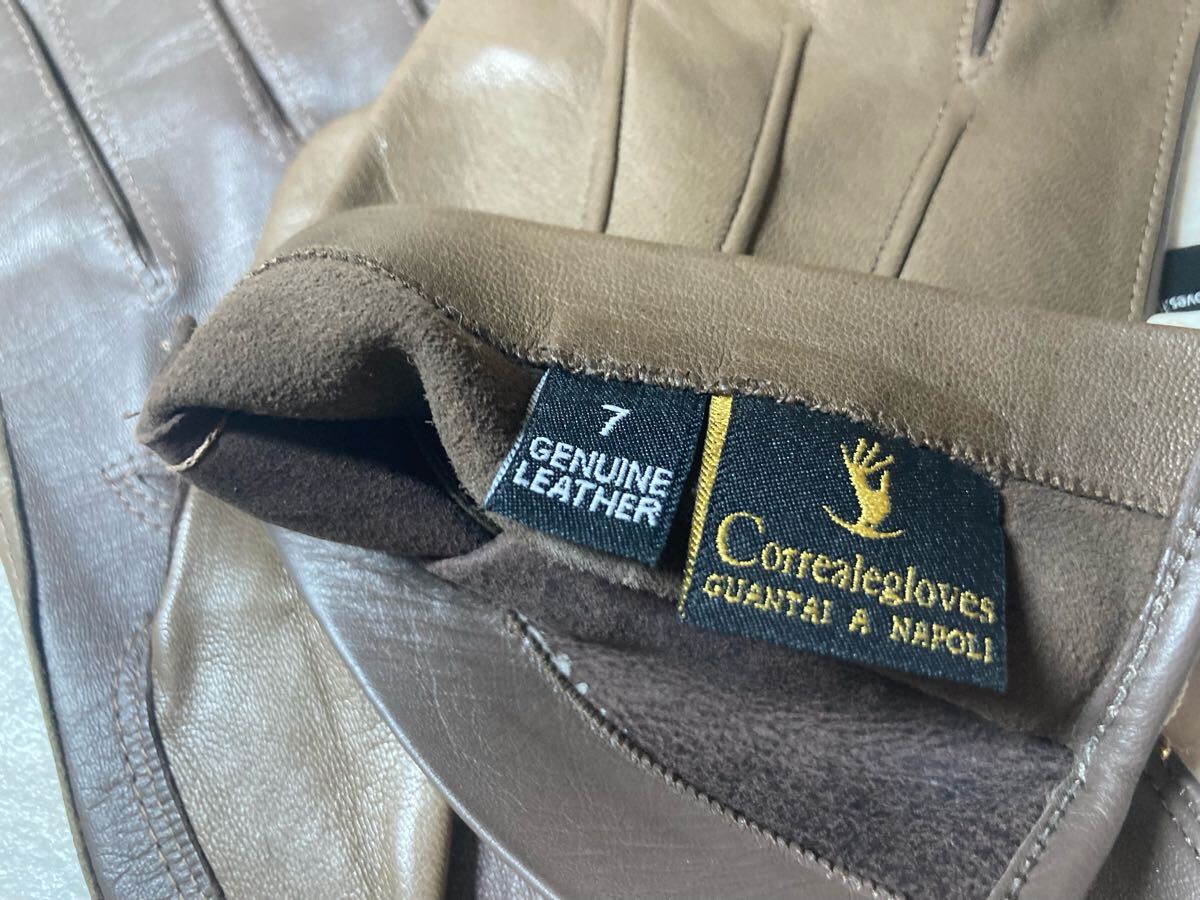 7
GENUINE
LEATHER
Correalegloves
GUANTAI A NAPOLI